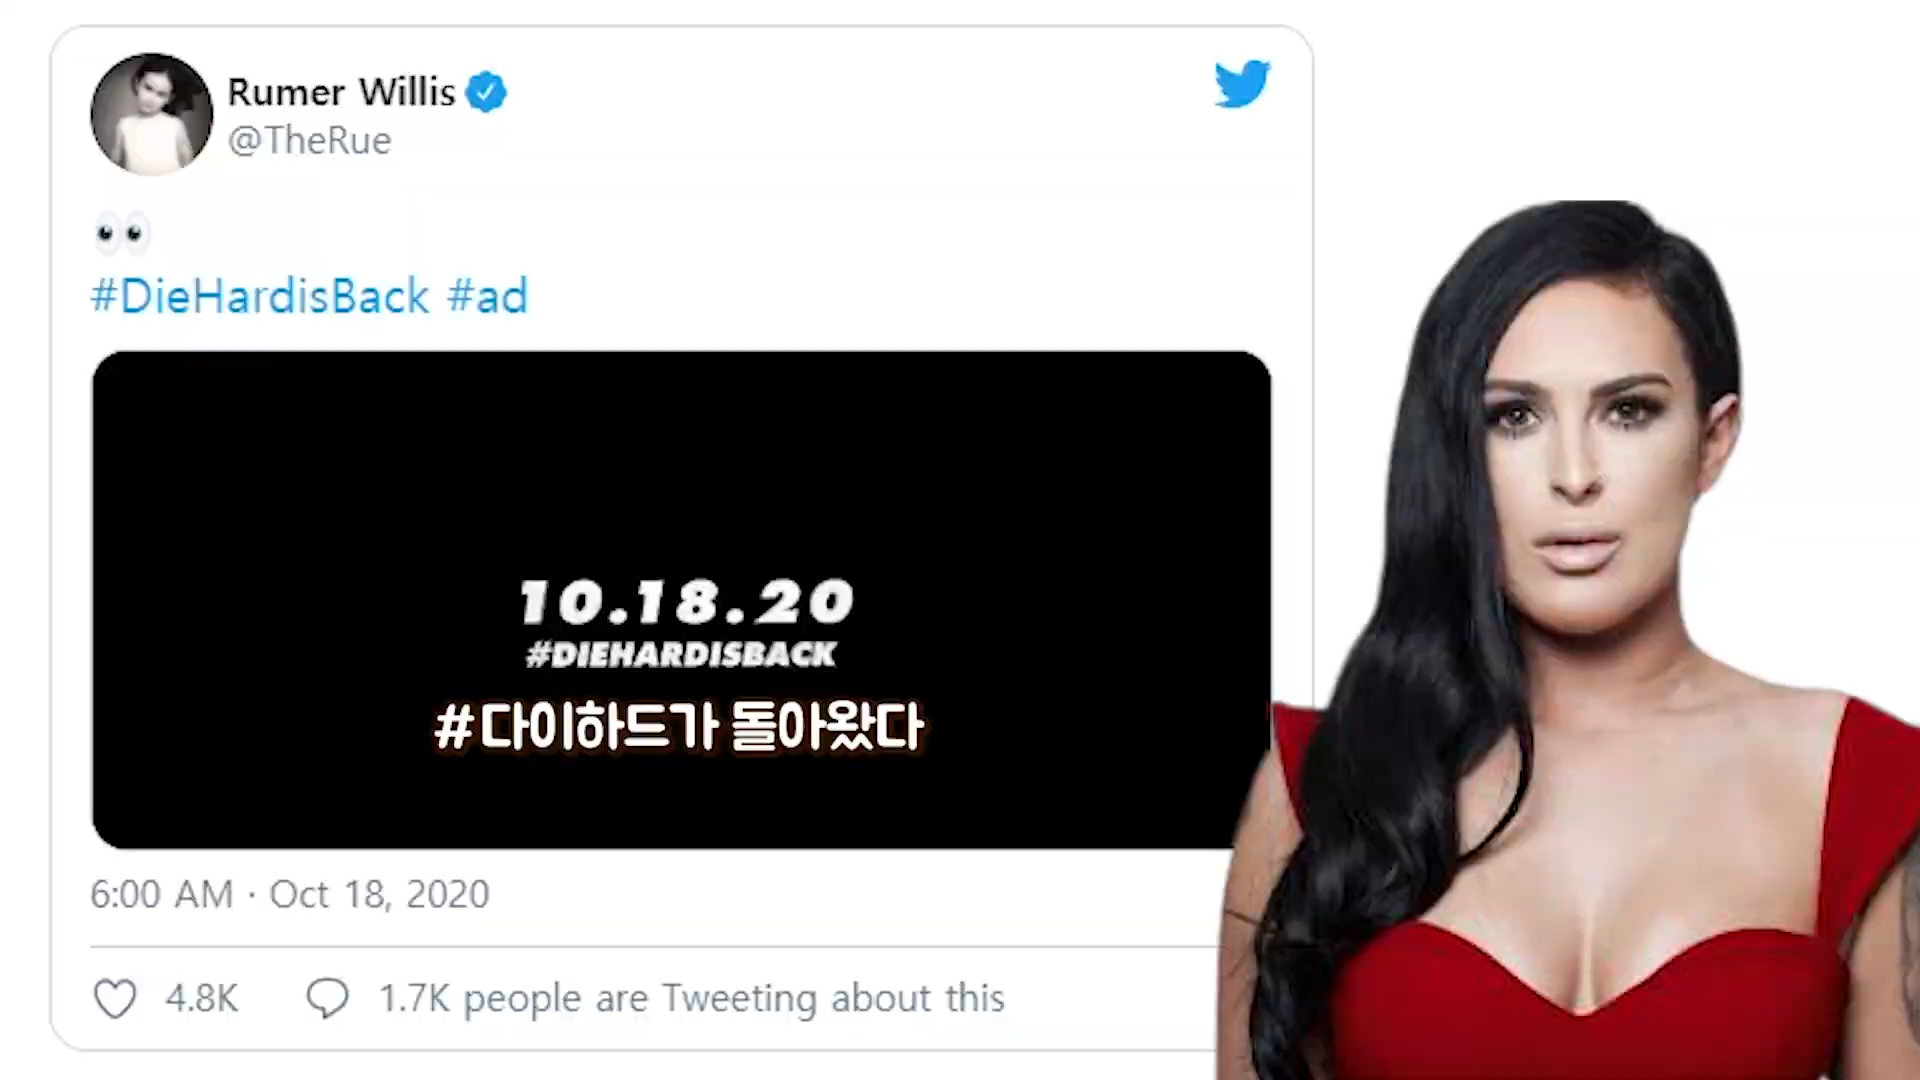 Rumer Willis
@TheRue
👀
#DieHardisBack #ad
10.18.20
#DIEHARDISBACK
#다이하드가 돌아왔다
6:00 AM · Oct 18, 2020
4.8K 1.7K people are Tweeting about this